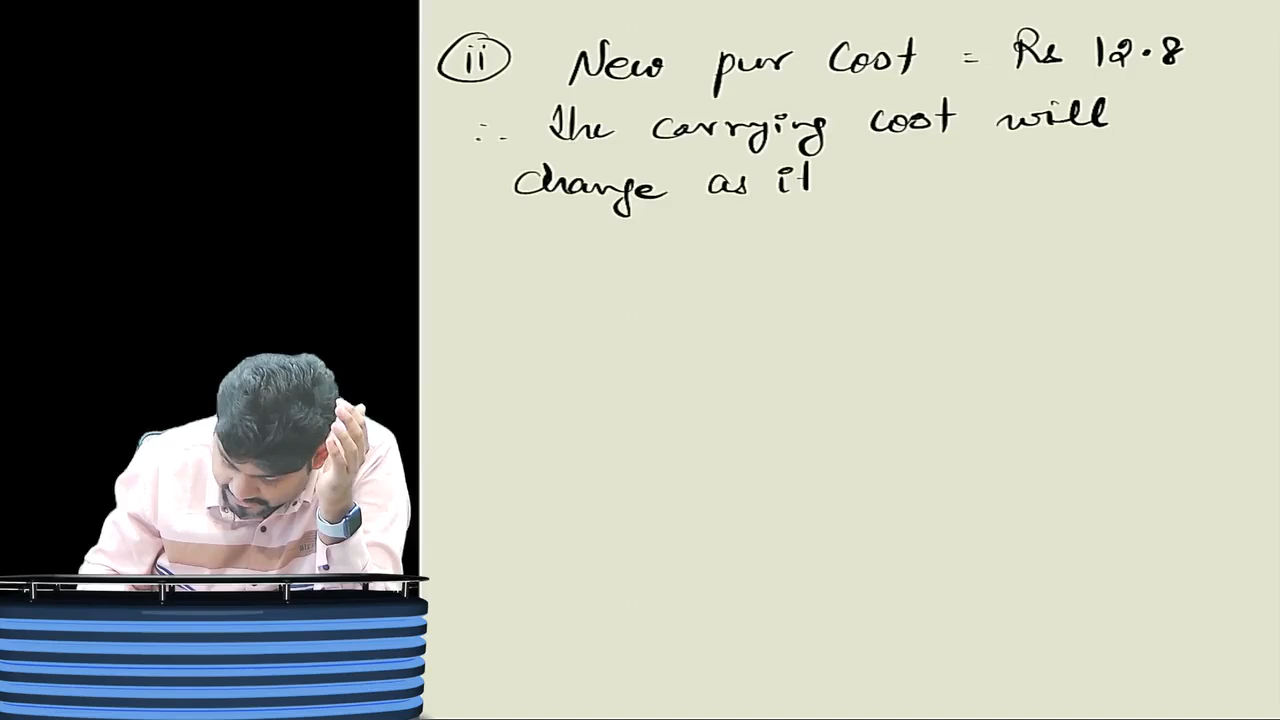 ii New pur Cost = Rs 12.8
∴ the carrying cost will
change as it